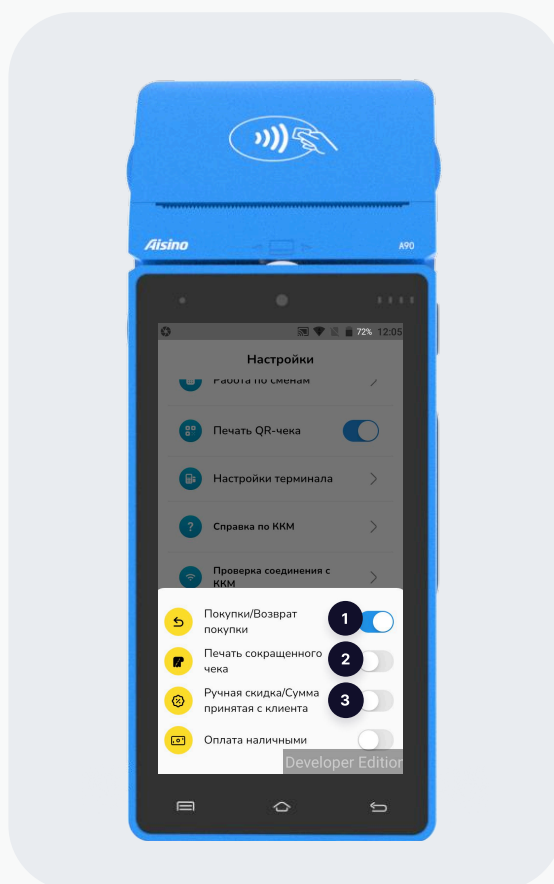 Aisino
A90
72% 12:05
Настройки
Работа по сменам
Печать QR-чека
Настройки терминала
? Справка по ККМ
Проверка соединения с
ККМ
Покупки/Возврат
покупки
1
Печать сокращенного
чека
2
Ручная скидка/Сумма
принятая с клиента
3
Оплата наличными
Developer Edition